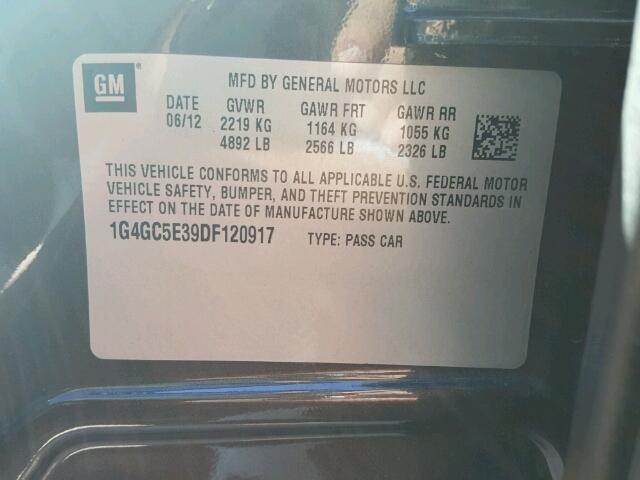 GM ® MFD BY GENERAL MOTORS LLC
DATE GVWR GAWR FRT GAWR RR
06/12 2219 KG 1164 KG 1055 KG
4892 LB 2566 LB 2326 LB
THIS VEHICLE CONFORMS TO ALL APPLICABLE U.S. FEDERAL MOTOR
VEHICLE SAFETY, BUMPER, AND THEFT PREVENTION STANDARDS IN
EFFECT ON THE DATE OF MANUFACTURE SHOWN ABOVE.
1G4GC5E39DF120917 TYPE: PASS CAR